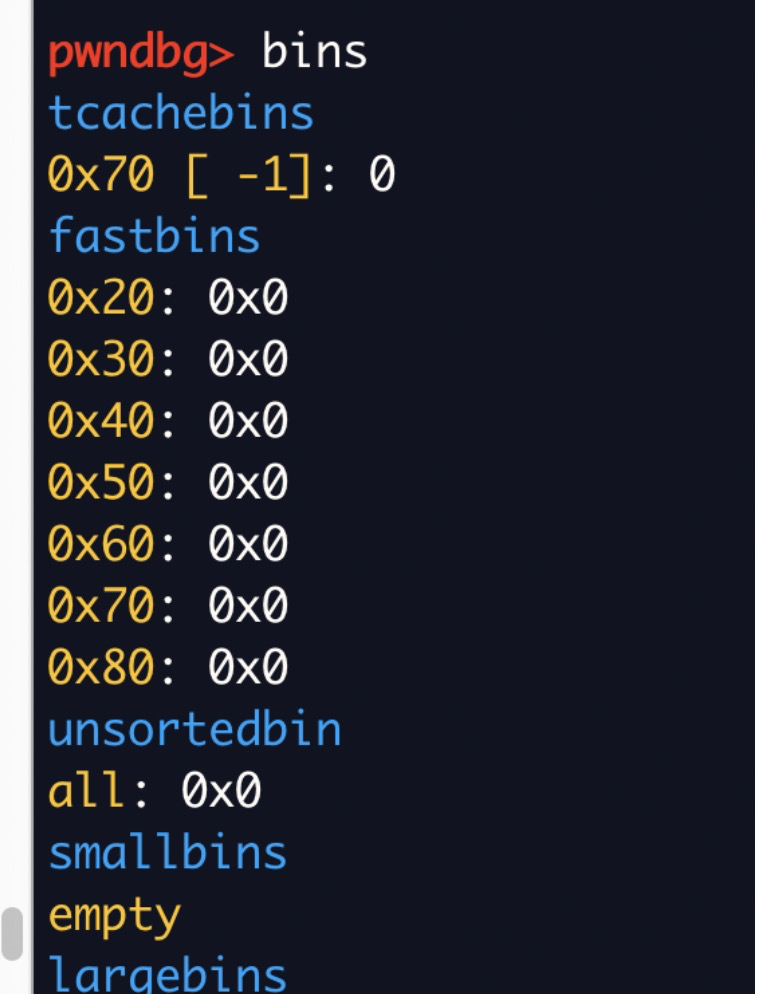 pwndbg> bins
tcachebins
0x70 [ -1]: 0
fastbins
0x20: 0x0
0x30: 0x0
0x40: 0x0
0x50: 0x0
0x60: 0x0
0x70: 0x0
0x80: 0x0
unsortedbin
all: 0x0
smallbins
empty
largebins